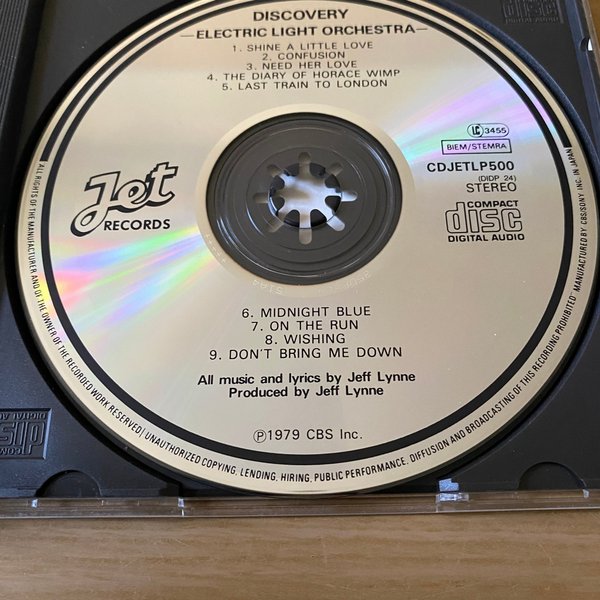 DISCOVERY
—ELECTRIC LIGHT ORCHESTRA—
1. SHINE A LITTLE LOVE
2. CONFUSION
3. NEED HER LOVE
4. THE DIARY OF HORACE WIMP
5. LAST TRAIN TO LONDON
Jet
RECORDS
LC 3455
BIEM/STEMRA
CDJETLP500
(DIDP 24)
STEREO
COMPACT
disc
DIGITAL AUDIO
6. MIDNIGHT BLUE
7. ON THE RUN
8. WISHING
9. DON'T BRING ME DOWN
All music and lyrics by Jeff Lynne
Produced by Jeff Lynne
Ⓟ1979 CBS Inc.
ALL RIGHTS OF THE MANUFACTURER AND OF THE OWNER OF THE RECORDED WORK RESERVED! UNAUTHORIZED COPYING, LENDING, HIRING, PUBLIC PERFORMANCE, DIFFUSION AND BROADCASTING OF THIS RECORDING PROHIBITED. MANUFACTURED BY CBS/SONY INC. IN JAPAN
DIGITAL AUDIO
disc